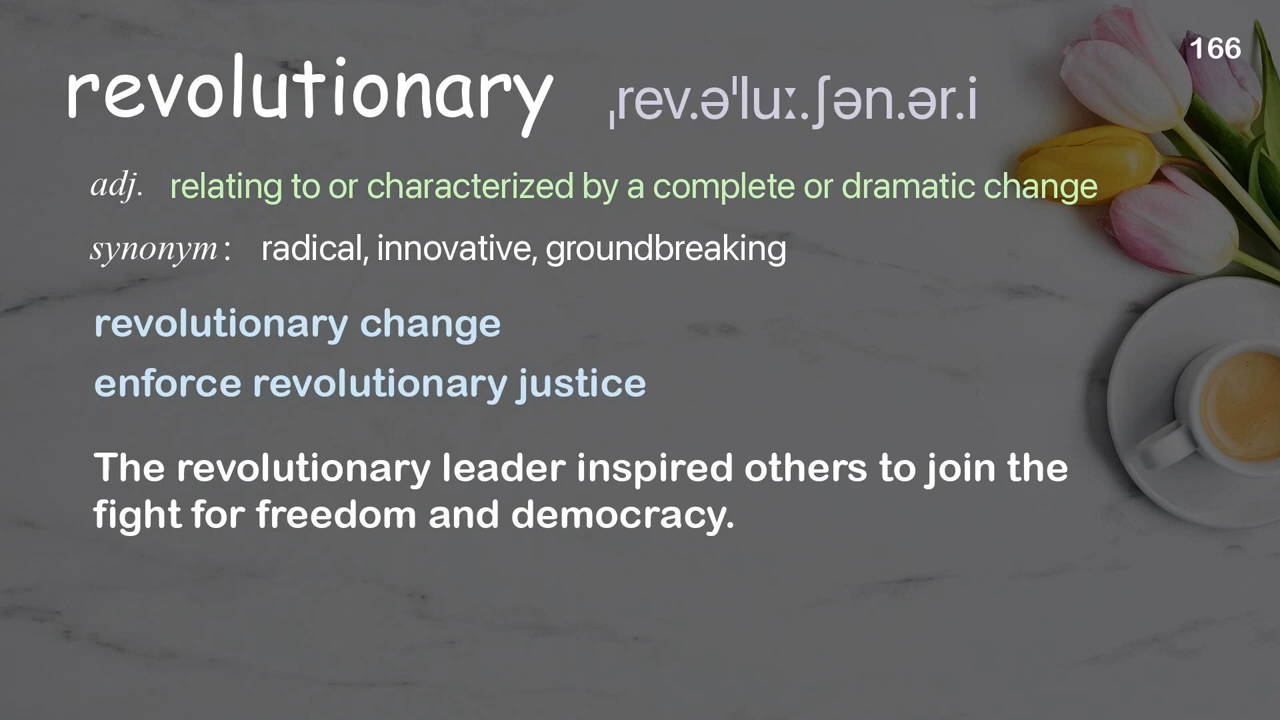 166
revolutionary ˌrev.əˈluː.ʃən.ər.i
adj. relating to or characterized by a complete or dramatic change
synonym: radical, innovative, groundbreaking
revolutionary change
enforce revolutionary justice
The revolutionary leader inspired others to join the
fight for freedom and democracy.